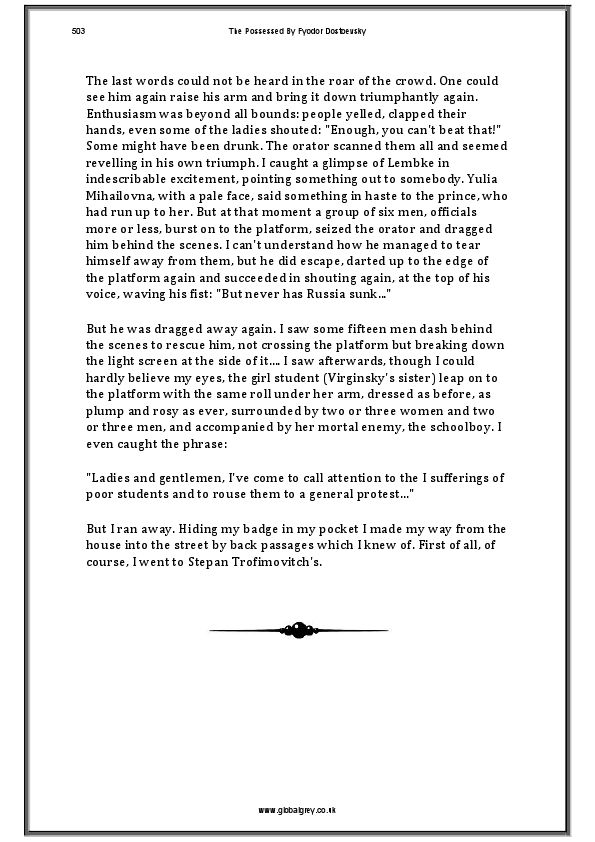 503
The Possessed By Fyodor Dostoevsky
The last words could not be heard in the roar of the crowd. One could
see him again raise his arm and bring it down triumphantly again.
Enthusiasm was beyond all bounds: people yelled, clapped their
hands, even some of the ladies shouted: "Enough, you can't beat that!"
Some might have been drunk. The orator scanned them all and seemed
revelling in his own triumph. I caught a glimpse of Lembke in
indescribable excitement, pointing something out to somebody. Yulia
Mihailovna, with a pale face, said something in haste to the prince, who
had run up to her. But at that moment a group of six men, officials
more or less, burst on to the platform, seized the orator and dragged
him behind the scenes. I can't understand how he managed to tear
himself away from them, but he did escape, darted up to the edge of
the platform again and succeeded in shouting again, at the top of his
voice, waving his fist: "But never has Russia sunk..."
But he was dragged away again. I saw some fifteen men dash behind
the scenes to rescue him, not crossing the platform but breaking down
the light screen at the side of it.... I saw afterwards, though I could
hardly believe my eyes, the girl student (Virginsky's sister) leap on to
the platform with the same roll under her arm, dressed as before, as
plump and rosy as ever, surrounded by two or three women and two
or three men, and accompanied by her mortal enemy, the schoolboy. I
even caught the phrase:
"Ladies and gentlemen, I've come to call attention to the I sufferings of
poor students and to rouse them to a general protest..."
But I ran away. Hiding my badge in my pocket I made my way from the
house into the street by back passages which I knew of. First of all, of
course, I went to Stepan Trofimovitch's.
www.globalgrey.co.uk